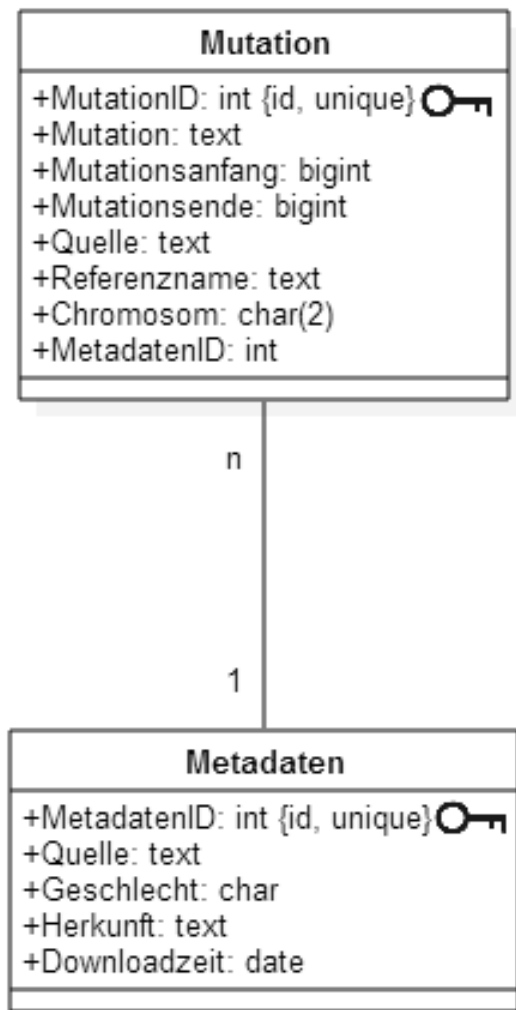 Mutation
+MutationID: int {id, unique}
+Mutation: text
+Mutationsanfang: bigint
+Mutationsende: bigint
+Quelle: text
+Referenzname: text
+Chromosom: char(2)
+MetadatenID: int
n
1
Metadaten
+MetadatenID: int {id, unique}
+Quelle: text
+Geschlecht: char
+Herkunft: text
+Downloadzeit: date